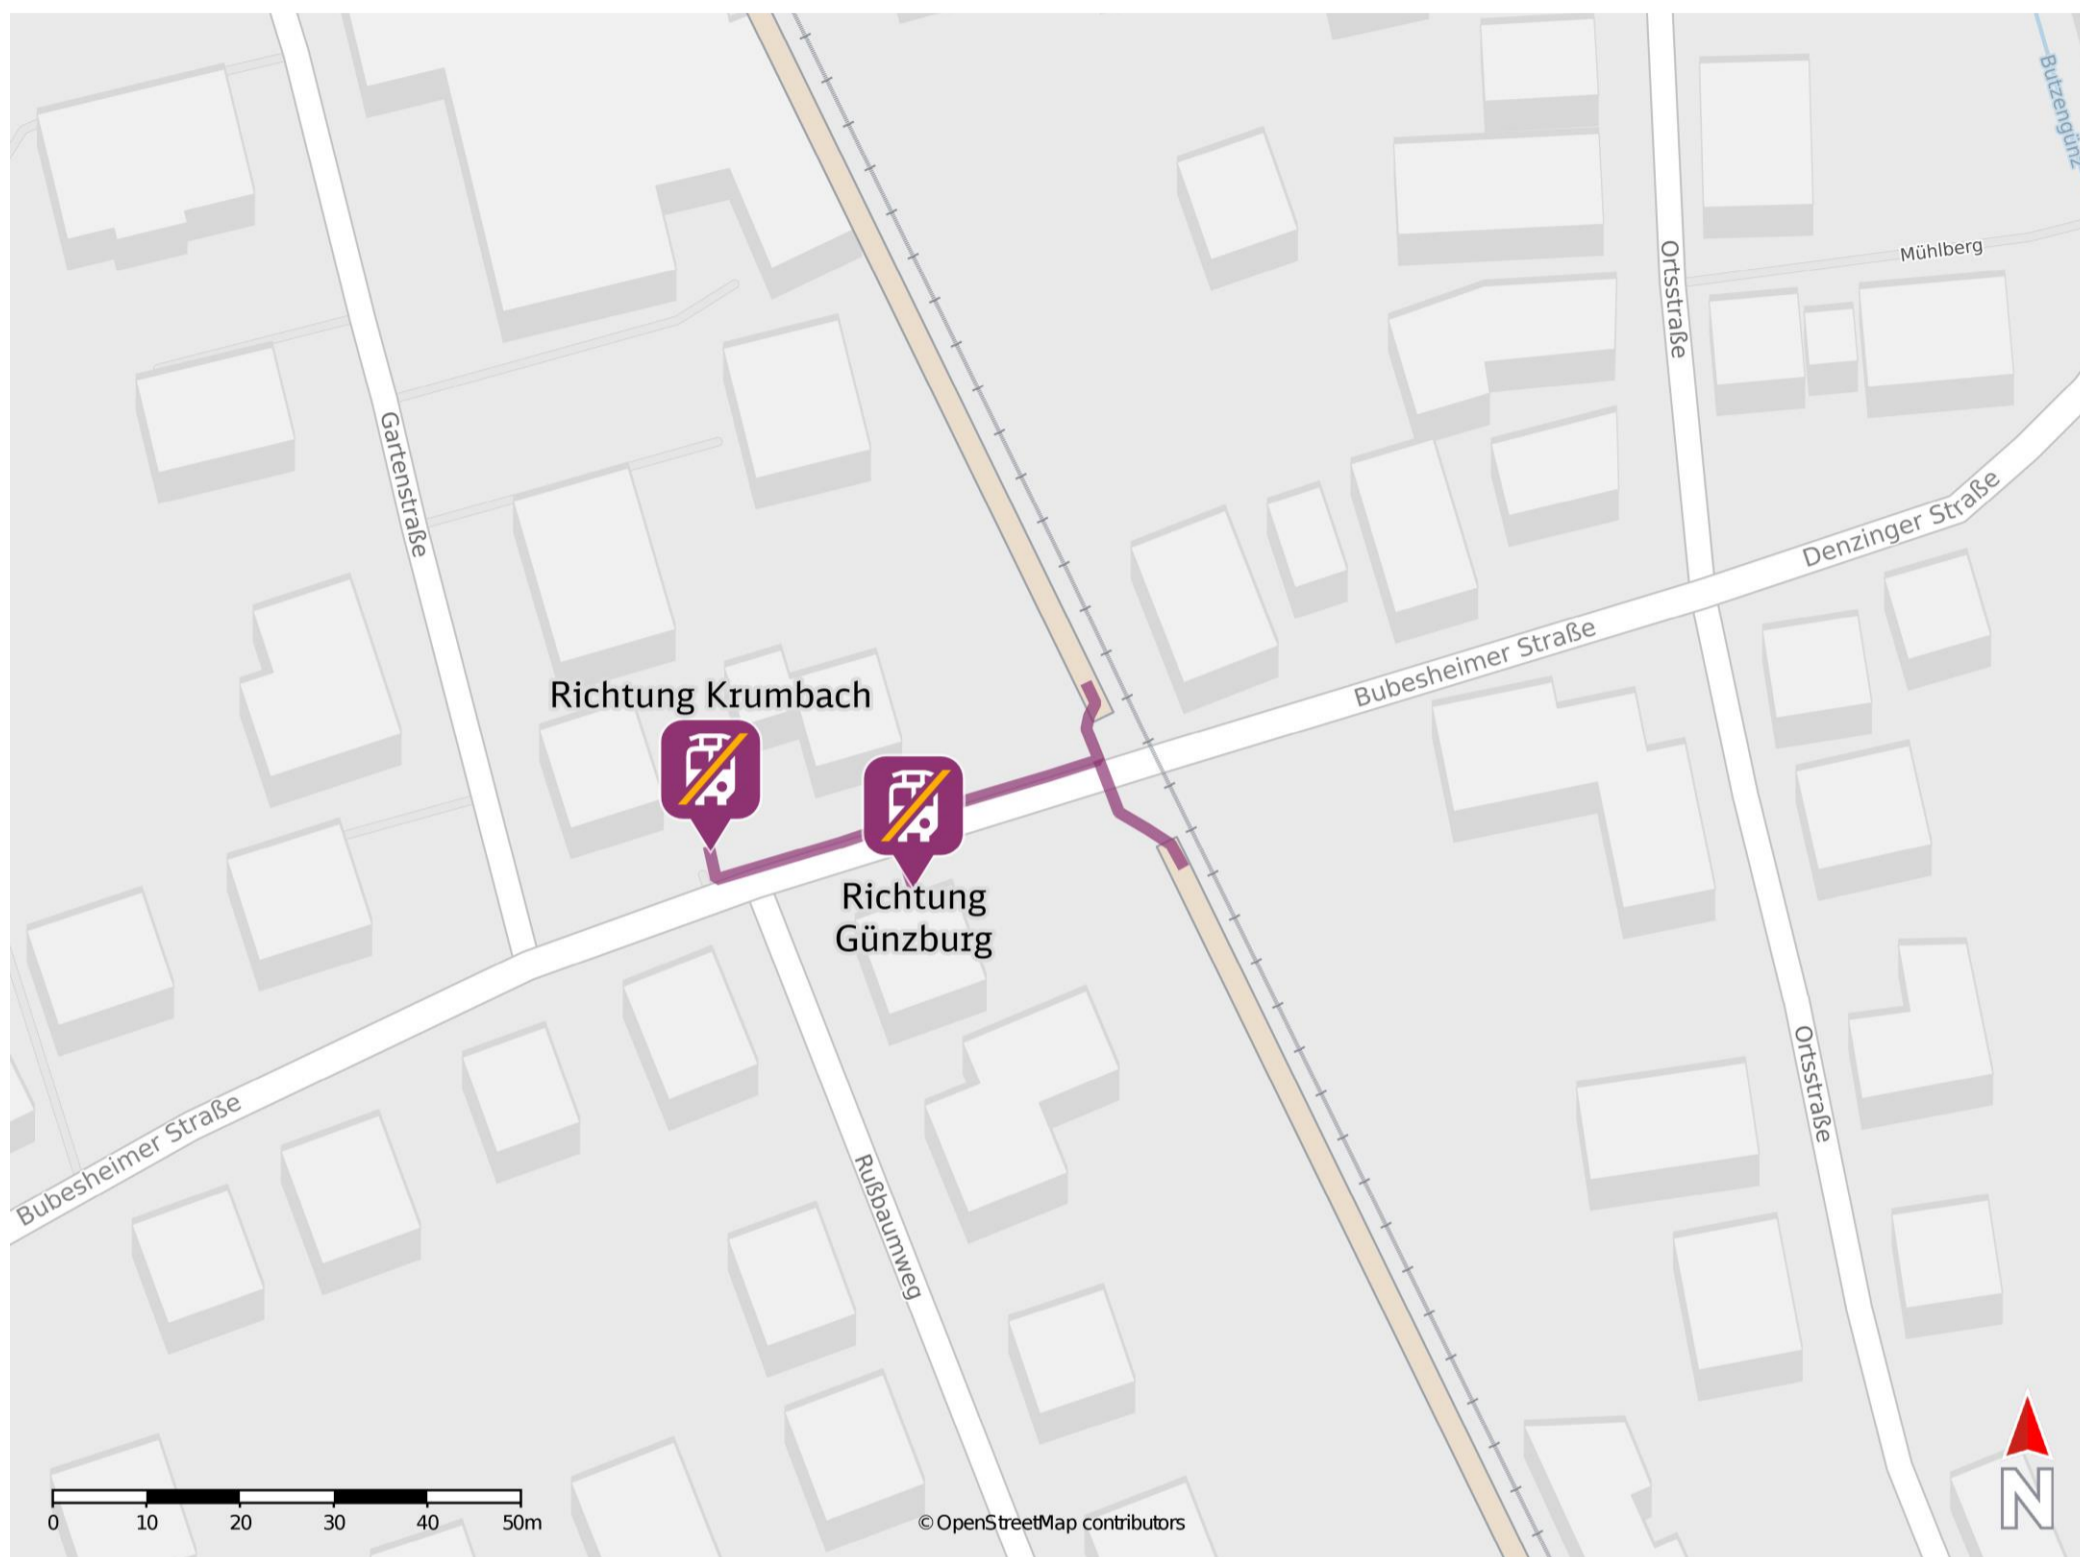 Butzengünz
Mühlberg
Ortsstraße
Gartenstraße
Denzinger Straße
Bubesheimer Straße
Richtung Krumbach
Richtung
Günzburg
Ortsstraße
Bubesheimer Straße
Rußbaumweg
0 10 20 30 40 50m
© OpenStreetMap contributors
N